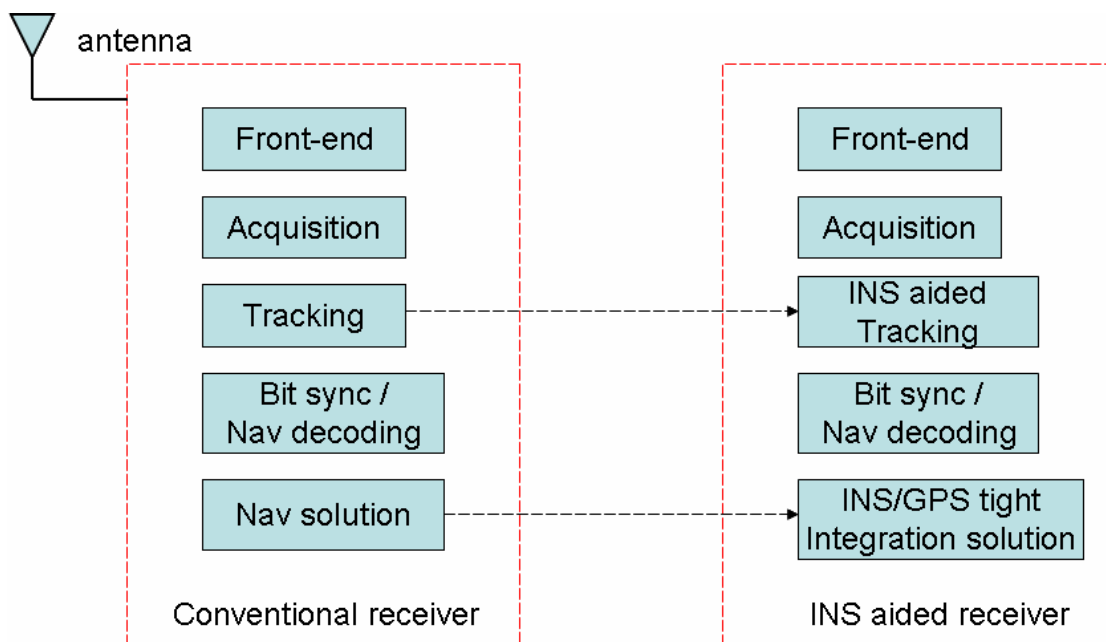 antenna
Front-end
Acquisition
Tracking
Bit sync /
Nav decoding
Nav solution
Conventional receiver
Front-end
Acquisition
INS aided
Tracking
Bit sync /
Nav decoding
INS/GPS tight
Integration solution
INS aided receiver